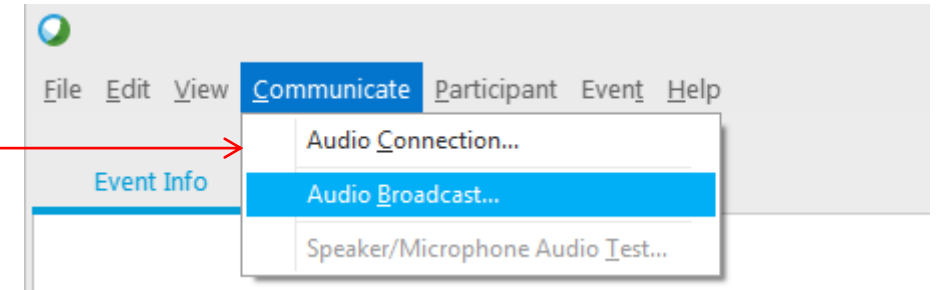 File Edit View Communicate Participant Event Help
Audio Connection...
Event Info
Audio Broadcast...
Speaker/Microphone Audio Test...